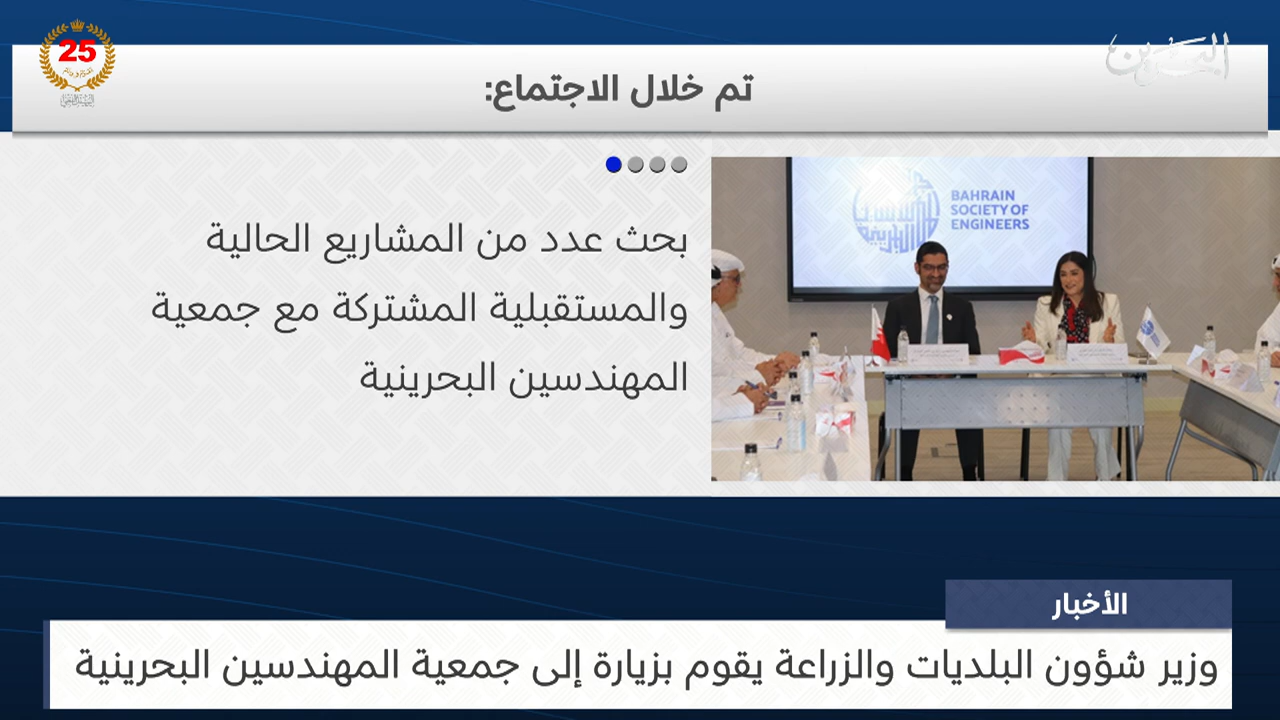 البحرين
25
تم خلال الاجتماع:
بحث عدد من المشاريع الحالية
والمستقبلية المشتركة مع جمعية
المهندسين البحرينية
BAHRAIN
SOCIETY OF
ENGINEERS
الأخبار
وزير شؤون البلديات والزراعة يقوم بزيارة إلى جمعية المهندسين البحرينية